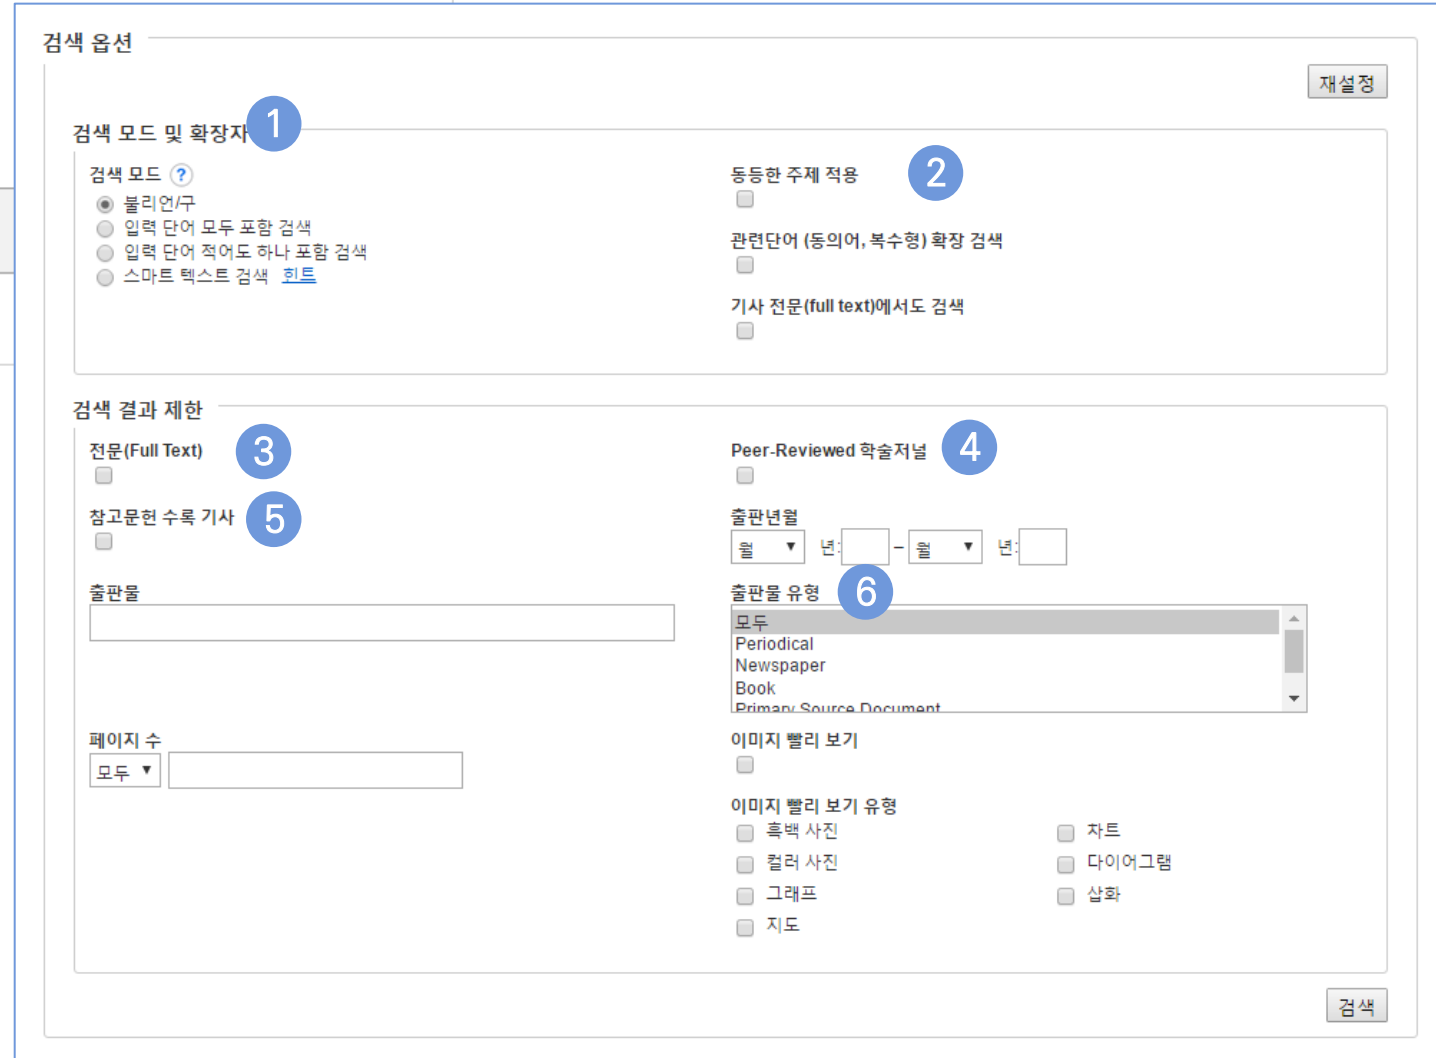 검색 옵션
재설정
검색 모드 및 확장자
1
검색 모드 ?
불리언/구
입력 단어 모두 포함 검색
입력 단어 적어도 하나 포함 검색
스마트 텍스트 검색 힌트
동등한 주제 적용
2
관련단어 (동의어, 복수형) 확장 검색
기사 전문(full text)에서도 검색
검색 결과 제한
전문(Full Text)
3
Peer-Reviewed 학술저널
4
참고문헌 수록 기사
5
출판년월
월 년: – 월 년:
출판물
출판물 유형
6
모두
Periodical
Newspaper
Book
Primary Source Document
페이지 수
모두
이미지 빨리 보기
이미지 빨리 보기 유형
흑백 사진
차트
컬러 사진
다이어그램
그래프
삽화
지도
검색